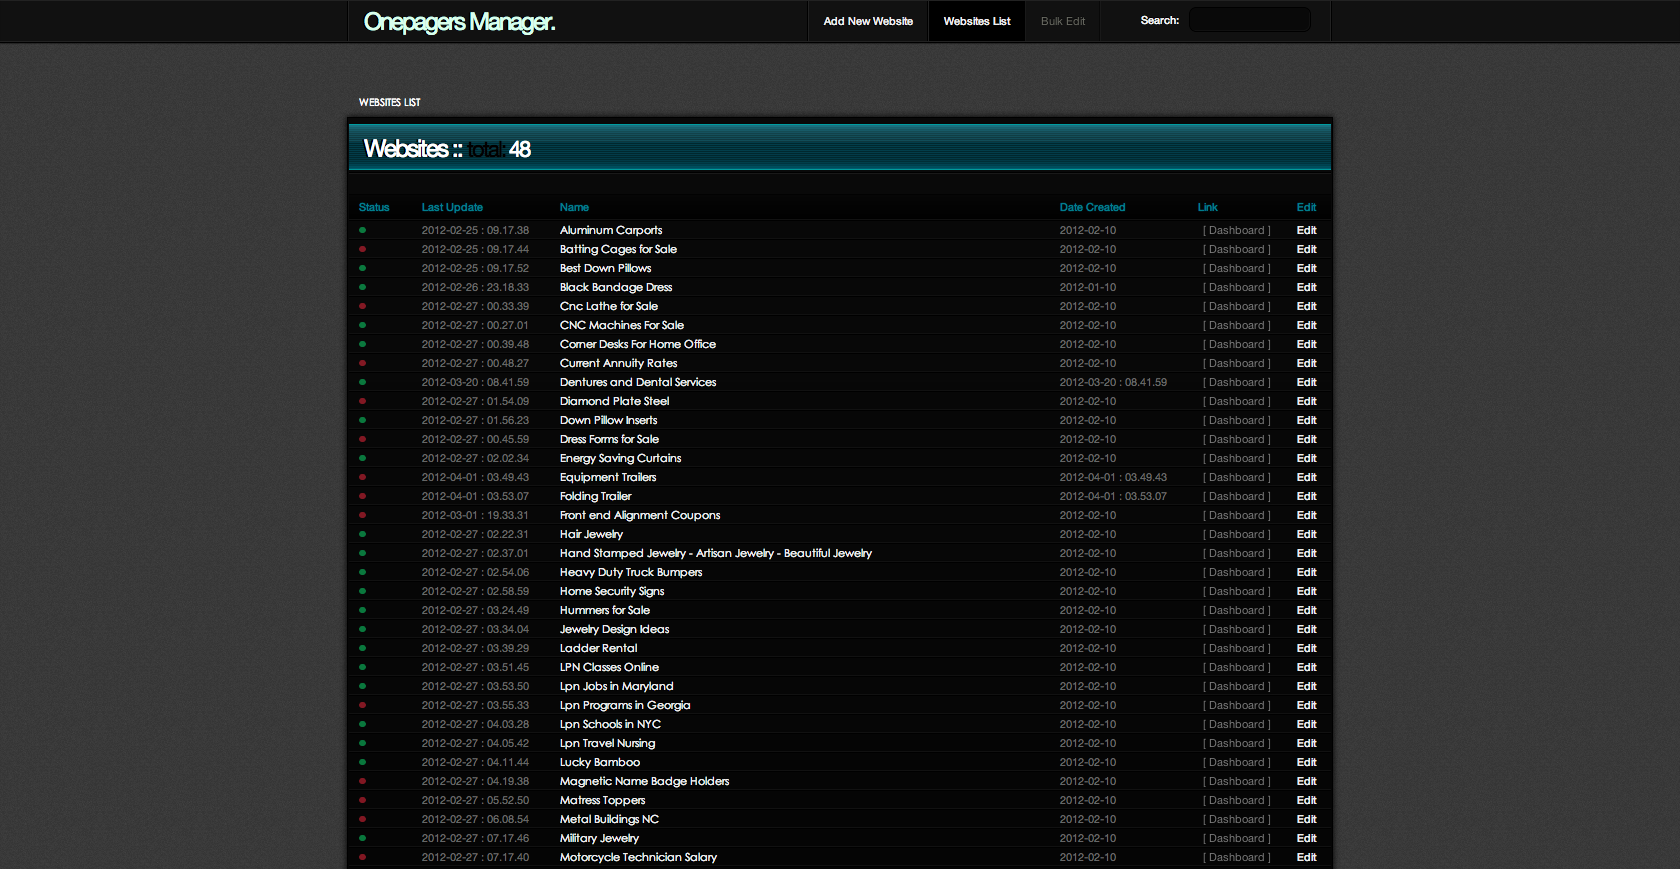 Onepagers Manager. Add New Website Websites List Bulk Edit Search:
WEBSITES LIST
Websites :: total: 48
Status Last Update Name Date Created Link Edit
2012-02-25 : 09.17.38 Aluminum Carports 2012-02-10 [ Dashboard ] Edit
2012-02-25 : 09.17.44 Batting Cages for Sale 2012-02-10 [ Dashboard ] Edit
2012-02-25 : 09.17.52 Best Down Pillows 2012-02-10 [ Dashboard ] Edit
2012-02-26 : 23.18.33 Black Bandage Dress 2012-01-10 [ Dashboard ] Edit
2012-02-27 : 00.33.39 Cnc Lathe for Sale 2012-02-10 [ Dashboard ] Edit
2012-02-27 : 00.27.01 CNC Machines For Sale 2012-02-10 [ Dashboard ] Edit
2012-02-27 : 00.39.48 Corner Desks For Home Office 2012-02-10 [ Dashboard ] Edit
2012-02-27 : 00.48.27 Current Annuity Rates 2012-02-10 [ Dashboard ] Edit
2012-03-20 : 08.41.59 Dentures and Dental Services 2012-03-20 : 08.41.59 [ Dashboard ] Edit
2012-02-27 : 01.54.09 Diamond Plate Steel 2012-02-10 [ Dashboard ] Edit
2012-02-27 : 01.56.23 Down Pillow Inserts 2012-02-10 [ Dashboard ] Edit
2012-02-27 : 00.45.59 Dress Forms for Sale 2012-02-10 [ Dashboard ] Edit
2012-02-27 : 02.02.34 Energy Saving Curtains 2012-02-10 [ Dashboard ] Edit
2012-04-01 : 03.49.43 Equipment Trailers 2012-04-01 : 03.49.43 [ Dashboard ] Edit
2012-04-01 : 03.53.07 Folding Trailer 2012-04-01 : 03.53.07 [ Dashboard ] Edit
2012-03-01 : 19.33.31 Front end Alignment Coupons 2012-02-10 [ Dashboard ] Edit
2012-02-27 : 02.22.31 Hair Jewelry 2012-02-10 [ Dashboard ] Edit
2012-02-27 : 02.37.01 Hand Stamped Jewelry - Artisan Jewelry - Beautiful Jewelry 2012-02-10 [ Dashboard ] Edit
2012-02-27 : 02.54.06 Heavy Duty Truck Bumpers 2012-02-10 [ Dashboard ] Edit
2012-02-27 : 02.58.59 Home Security Signs 2012-02-10 [ Dashboard ] Edit
2012-02-27 : 03.24.49 Hummers for Sale 2012-02-10 [ Dashboard ] Edit
2012-02-27 : 03.34.04 Jewelry Design Ideas 2012-02-10 [ Dashboard ] Edit
2012-02-27 : 03.39.29 Ladder Rental 2012-02-10 [ Dashboard ] Edit
2012-02-27 : 03.51.45 LPN Classes Online 2012-02-10 [ Dashboard ] Edit
2012-02-27 : 03.53.50 Lpn Jobs in Maryland 2012-02-10 [ Dashboard ] Edit
2012-02-27 : 03.55.33 Lpn Programs in Georgia 2012-02-10 [ Dashboard ] Edit
2012-02-27 : 04.03.28 Lpn Schools in NYC 2012-02-10 [ Dashboard ] Edit
2012-02-27 : 04.05.42 Lpn Travel Nursing 2012-02-10 [ Dashboard ] Edit
2012-02-27 : 04.11.44 Lucky Bamboo 2012-02-10 [ Dashboard ] Edit
2012-02-27 : 04.19.38 Magnetic Name Badge Holders 2012-02-10 [ Dashboard ] Edit
2012-02-27 : 05.52.50 Matress Toppers 2012-02-10 [ Dashboard ] Edit
2012-02-27 : 06.08.54 Metal Buildings NC 2012-02-10 [ Dashboard ] Edit
2012-02-27 : 07.17.46 Military Jewelry 2012-02-10 [ Dashboard ] Edit
2012-02-27 : 07.17.40 Motorcycle Technician Salary 2012-02-10 [ Dashboard ] Edit